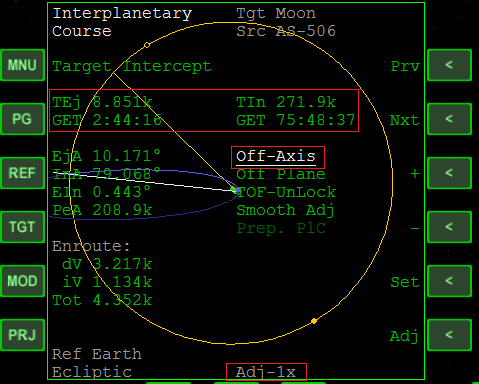 Interplanetary Tgt Moon
Course Src AS-506
MNU Target Intercept Prv <
TEj 8.851k TIn 271.9k
PG GET 2:44:16 GET 75:48:37 Nxt <
EjA 10.171° Off-Axis
REF InA 79.068° Off Plane + <
EIn 0.443° TOF-UnLock
PeA 208.9k Smooth Adj
TGT Prep. PlC - <
Enroute:
dV 3.217k
MOD iV 1.134k Set <
Tot 4.352k
PRJ Adj <
Ref Earth
Ecliptic Adj-1x